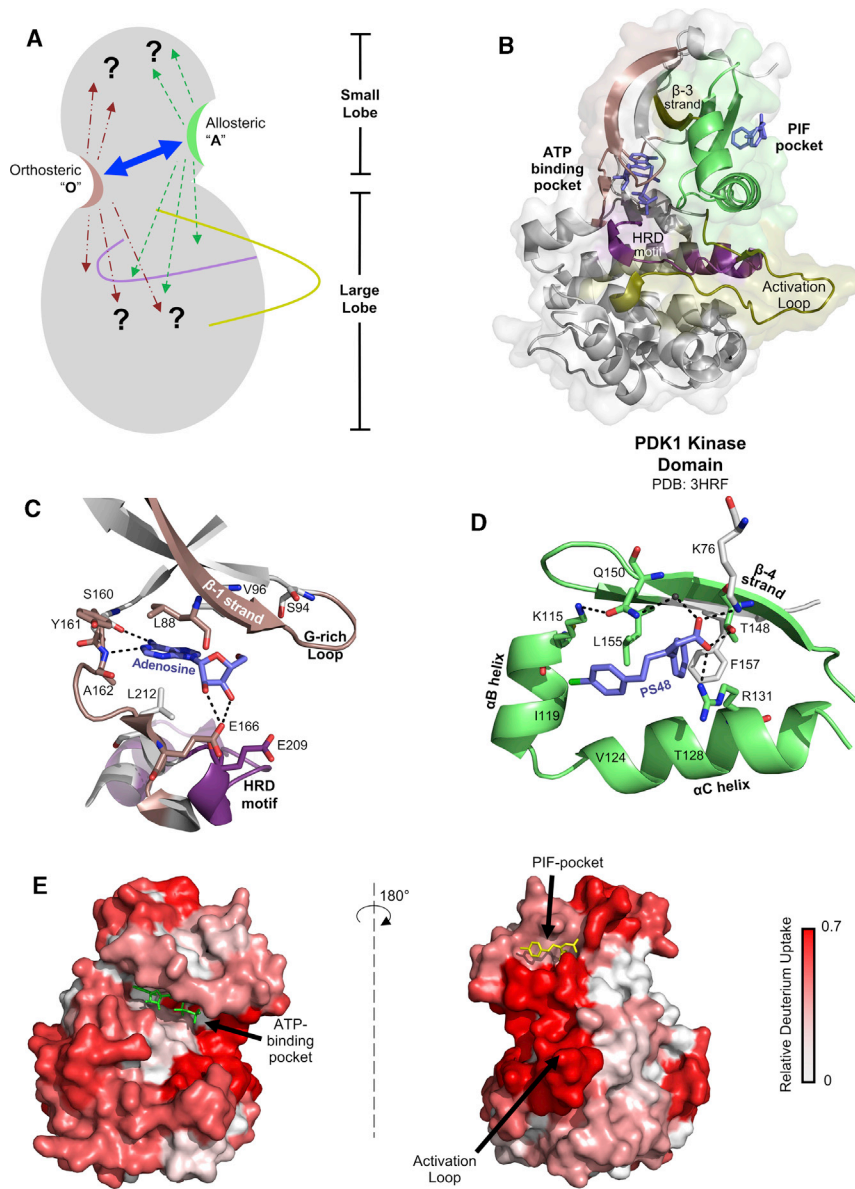 A
?
?
Small
Lobe
Allosteric
"A"
Orthosteric
"O"
Large
Lobe
?
?
B
β-3
strand
PIF
pocket
ATP
binding
pocket
HRD
motif
Activation
Loop
PDK1 Kinase
Domain
PDB: 3HRF
C
S160
V96
β-1 strand
S94
Y161
L88
G-rich
Loop
Adenosine
A162
L212
E166
E209
HRD
motif
D
K76
Q150
β-4
strand
K115
T148
L155
F157
PS48
αB helix
R131
I119
V124
T128
αC helix
E
PIF-pocket
180°
0.7
Relative Deuterium Uptake
0
ATP-
binding
pocket
Activation
Loop